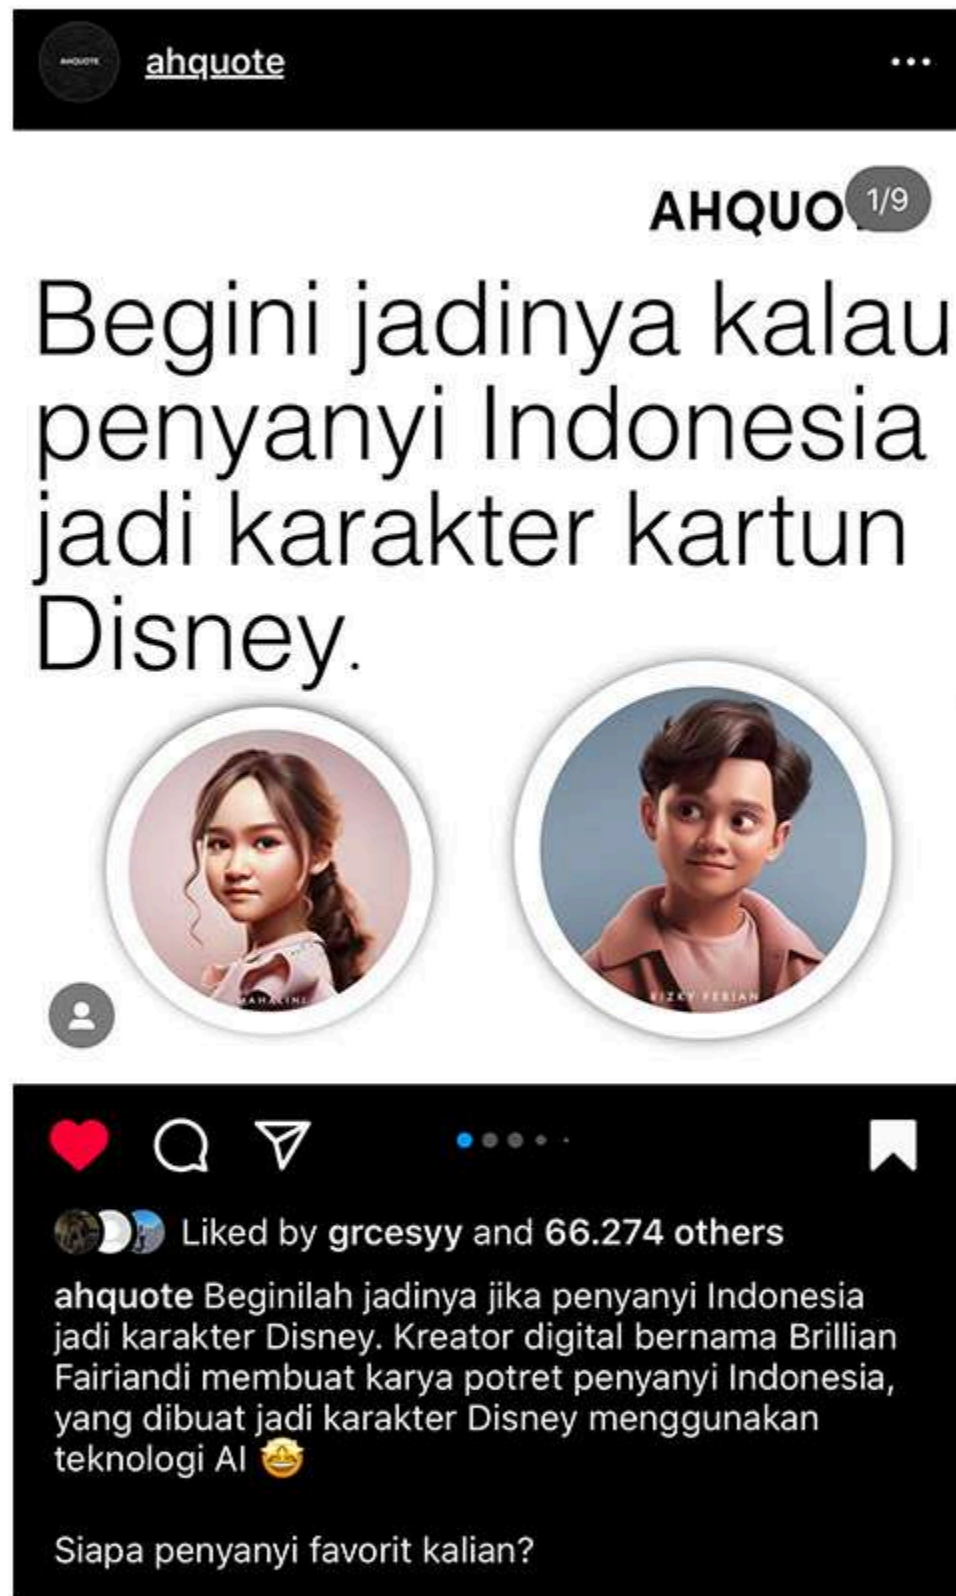 AHQUOTE
ahquote
AHQUO
1/9
Begini jadinya kalau
penyanyi Indonesia
jadi karakter kartun
Disney.
MAHALINI
RIZKY FEBIAN
Liked by grcesyy and 66.274 others
ahquote Beginilah jadinya jika penyanyi Indonesia
jadi karakter Disney. Kreator digital bernama Brillian
Fairiandi membuat karya potret penyanyi Indonesia,
yang dibuat jadi karakter Disney menggunakan
teknologi AI 🤩
Siapa penyanyi favorit kalian?